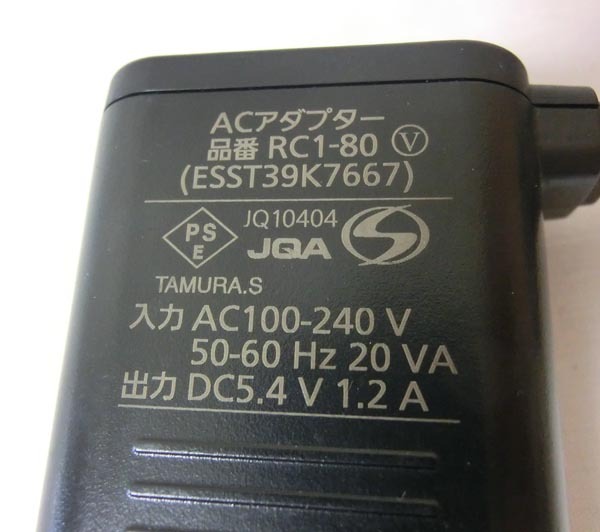 ACアダプター
品番 RC1-80 Ⓥ
(ESST39K7667)
PS
E
JQ10404
JQA
TAMURA.S
入力 AC100-240 V
50-60 Hz 20 VA
出力 DC5.4 V 1.2 A